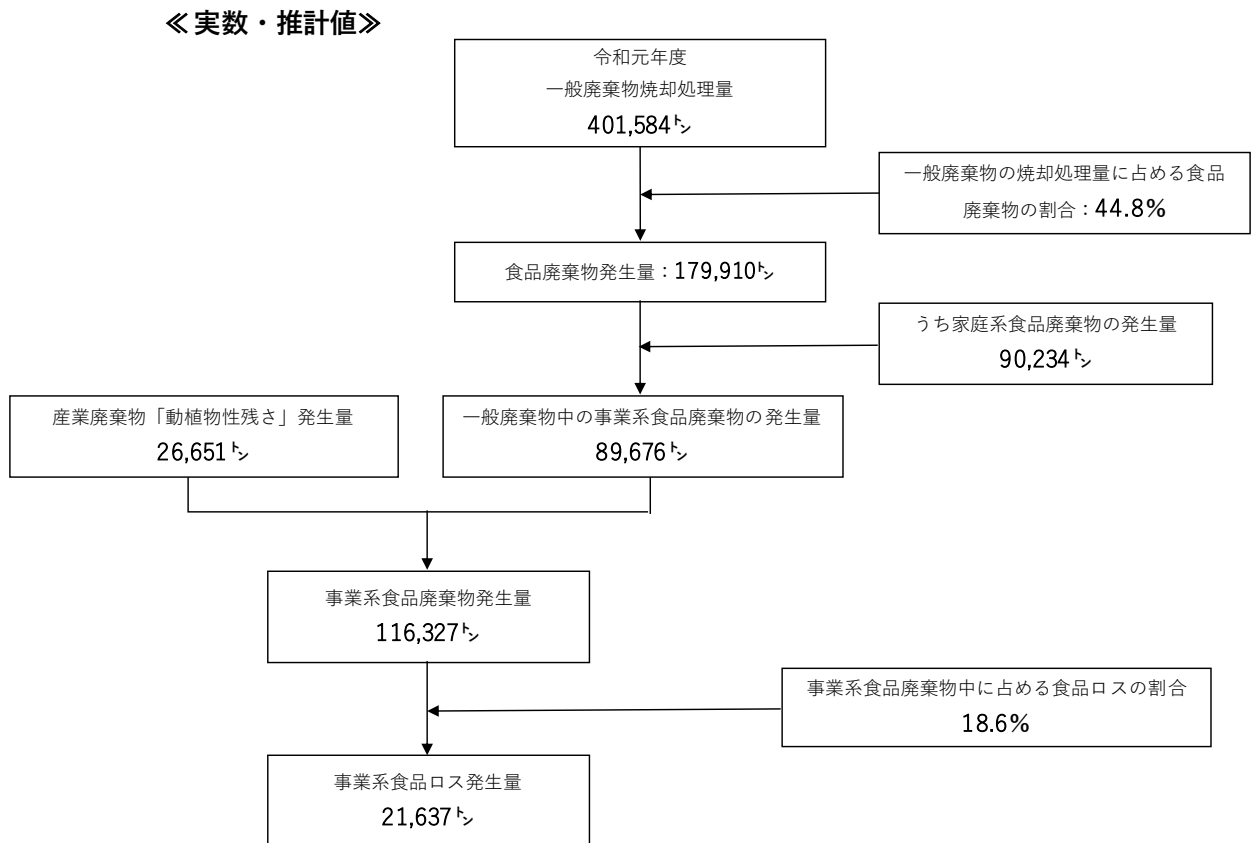 ≪実数・推計値≫
令和元年度
一般廃棄物焼却処理量
401,584㌧
一般廃棄物の焼却処理量に占める食品
廃棄物の割合：44.8%
食品廃棄物発生量：179,910㌧
うち家庭系食品廃棄物の発生量
90,234㌧
産業廃棄物「動植物性残さ」発生量
26,651㌧
一般廃棄物中の事業系食品廃棄物の発生量
89,676㌧
事業系食品廃棄物発生量
116,327㌧
事業系食品廃棄物中に占める食品ロスの割合
18.6%
事業系食品ロス発生量
21,637㌧